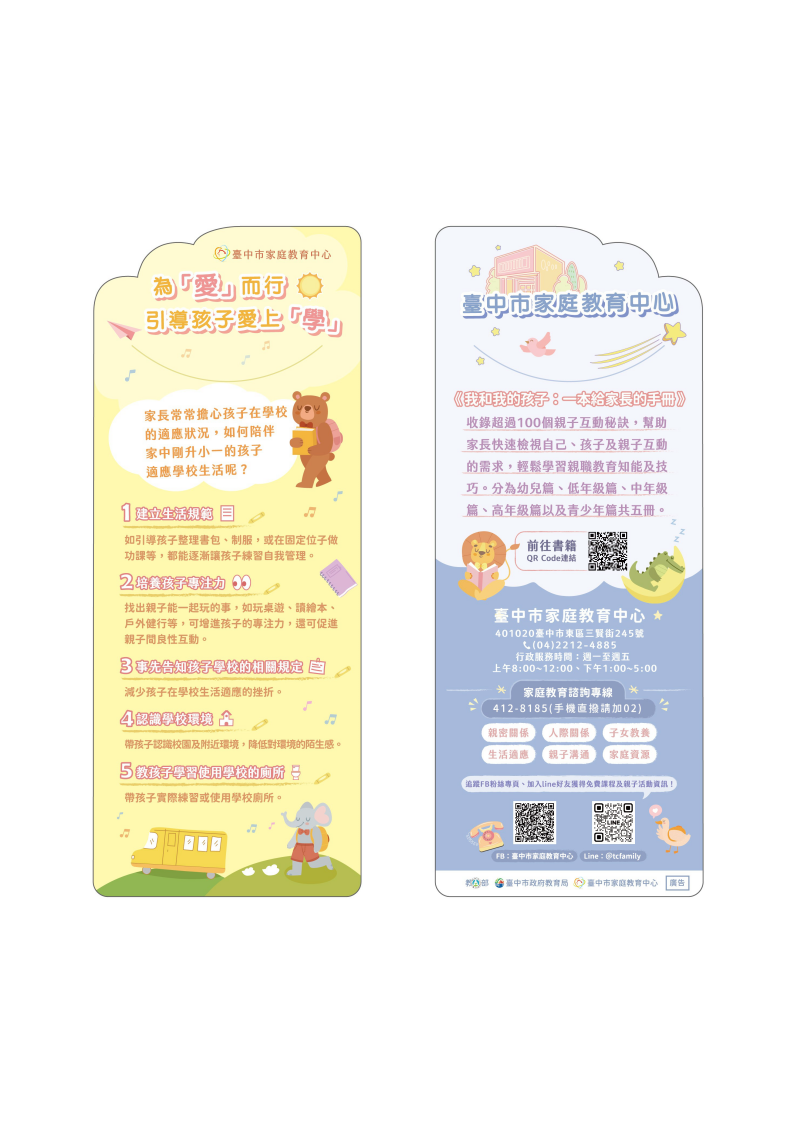 臺中市家庭教育中心
為「愛」而行
引導孩子愛上「學」
家長常常擔心孩子在學校
的適應狀況，如何陪伴
家中剛升小一的孩子
適應學校生活呢？
1 建立生活規範
如引導孩子整理書包、制服，或在固定位子做
功課等，都能逐漸讓孩子練習自我管理。
2 培養孩子專注力
找出親子能一起玩的事，如玩桌遊、讀繪本、
戶外健行等，可增進孩子的專注力，還可促進
親子間良性互動。
3 事先告知孩子學校的相關規定
減少孩子在學校生活適應的挫折。
4 認識學校環境
帶孩子認識校園及附近環境，降低對環境的陌生感。
5 教孩子學習使用學校的廁所
帶孩子實際練習或使用學校廁所。
臺中市家庭教育中心
《我和我的孩子：一本給家長的手冊》
收錄超過100個親子互動秘訣，幫助
家長快速檢視自己、孩子及親子互動
的需求，輕鬆學習親職教育知能及技
巧。分為幼兒篇、低年級篇、中年級
篇、高年級篇以及青少年篇共五冊。
前往書籍
QR Code連結
z z z
臺中市家庭教育中心
401020臺中市東區三賢街245號
(04)2212-4885
行政服務時間：週一至週五
上午8:00~12:00、下午1:00~5:00
家庭教育諮詢專線
412-8185(手機直撥請加02)
親密關係 人際關係 子女教養
生活適應 親子溝通 家庭資源
追蹤FB粉絲專頁、加入line好友獲得免費課程及親子活動資訊！
LINE
FB：臺中市家庭教育中心 Line：@tcfamily
教育部 臺中市政府教育局 臺中市家庭教育中心 廣告